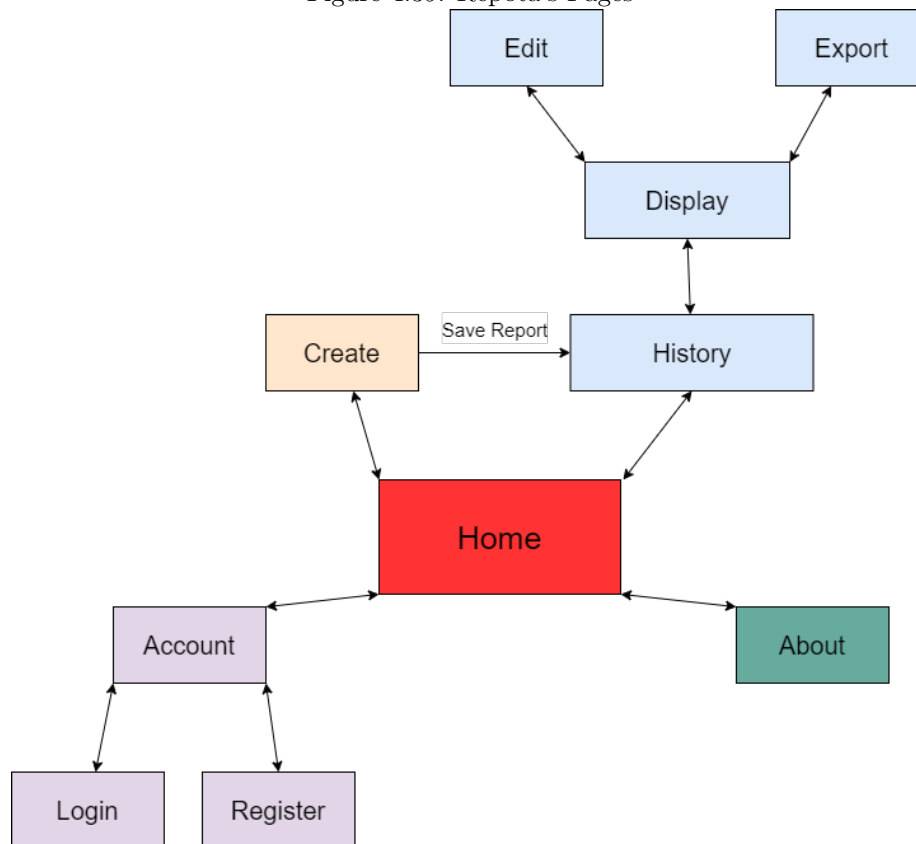 Edit
Export
Display
Save Report
Create
History
Home
Account
About
Login
Register